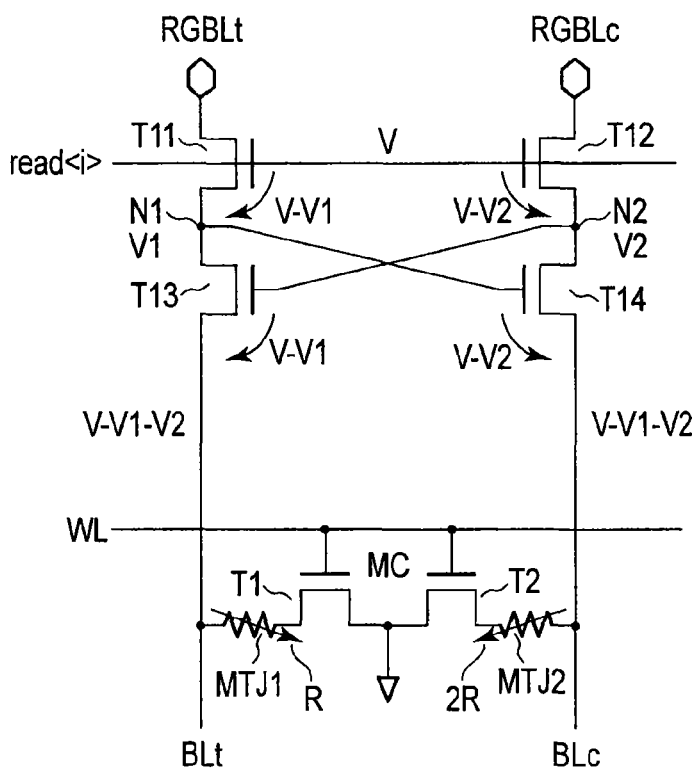 RGBLt RGBLc
T11 V T12
read<i>
N1 V-V1 V-V2 N2
V1 V2
T13 T14
V-V1 V-V2
V-V1-V2 V-V1-V2
WL
MC
T1 T2
MTJ1 R 2R MTJ2
BLt BLc